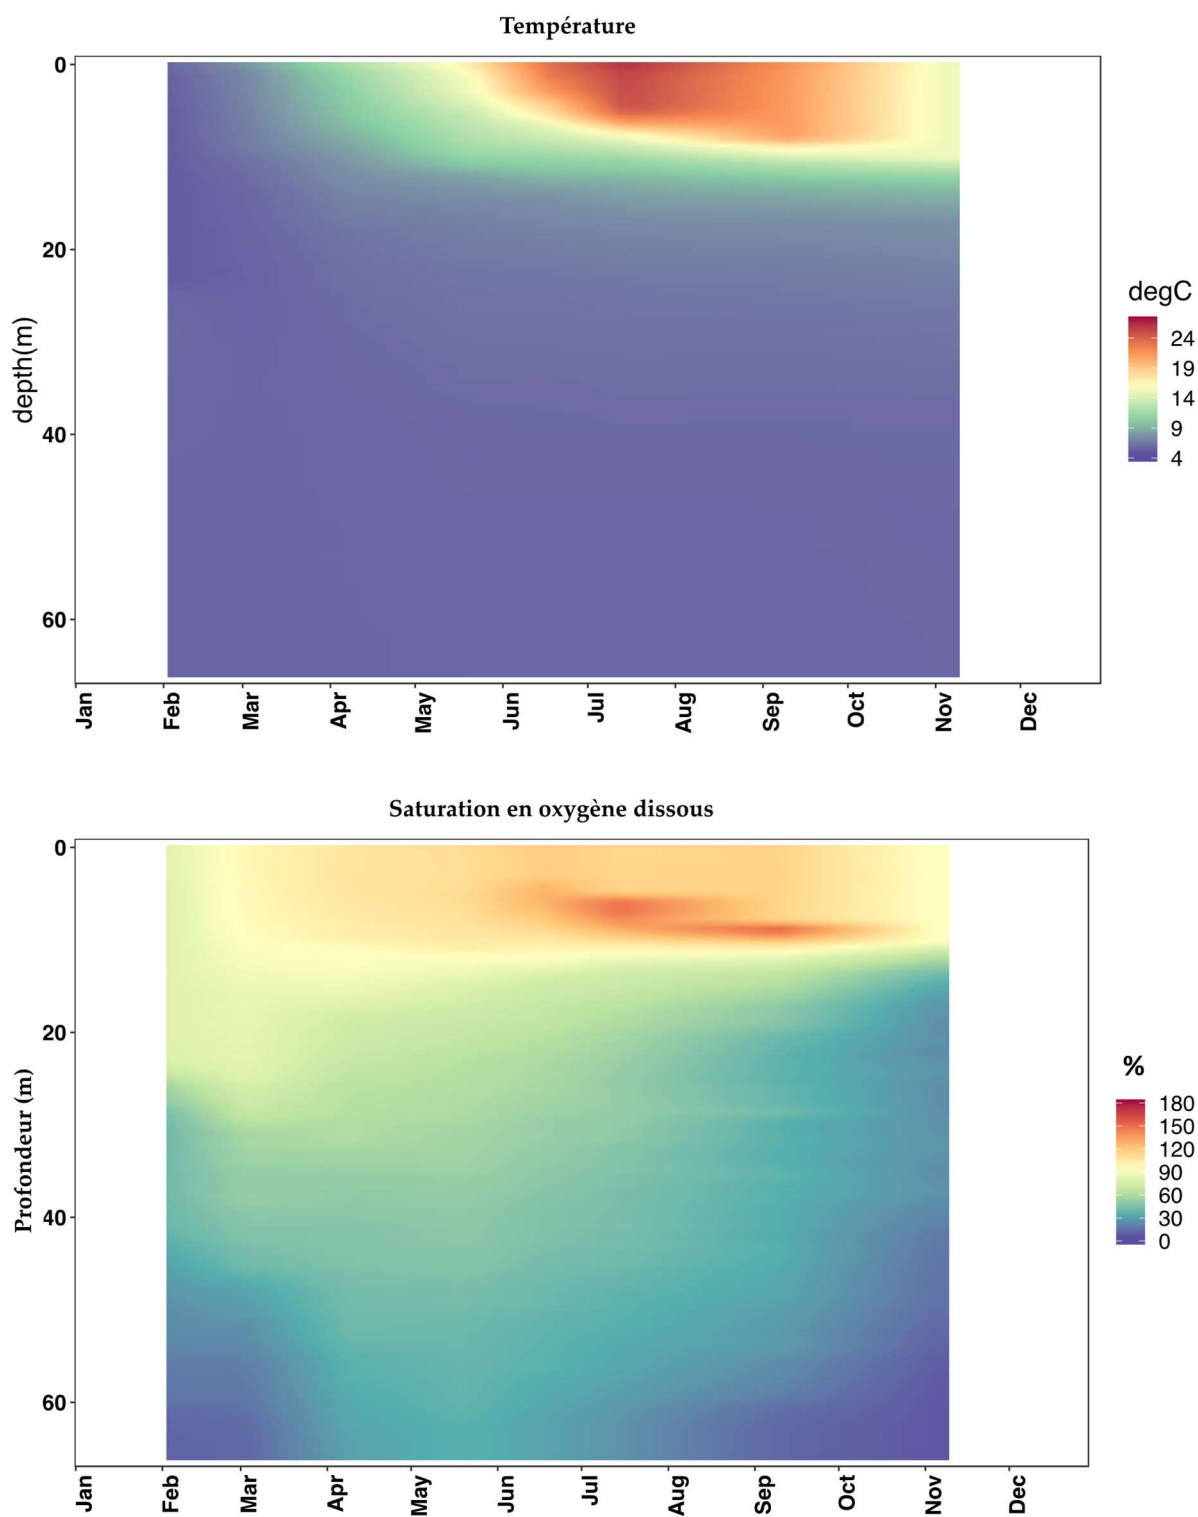 Température
0
20
40
60
depth(m)
Jan
Feb
Mar
Apr
May
Jun
Jul
Aug
Sep
Oct
Nov
Dec
degC
24
19
14
9
4
Saturation en oxygène dissous
0
20
40
60
Profondeur (m)
Jan
Feb
Mar
Apr
May
Jun
Jul
Aug
Sep
Oct
Nov
Dec
%
180
150
120
90
60
30
0